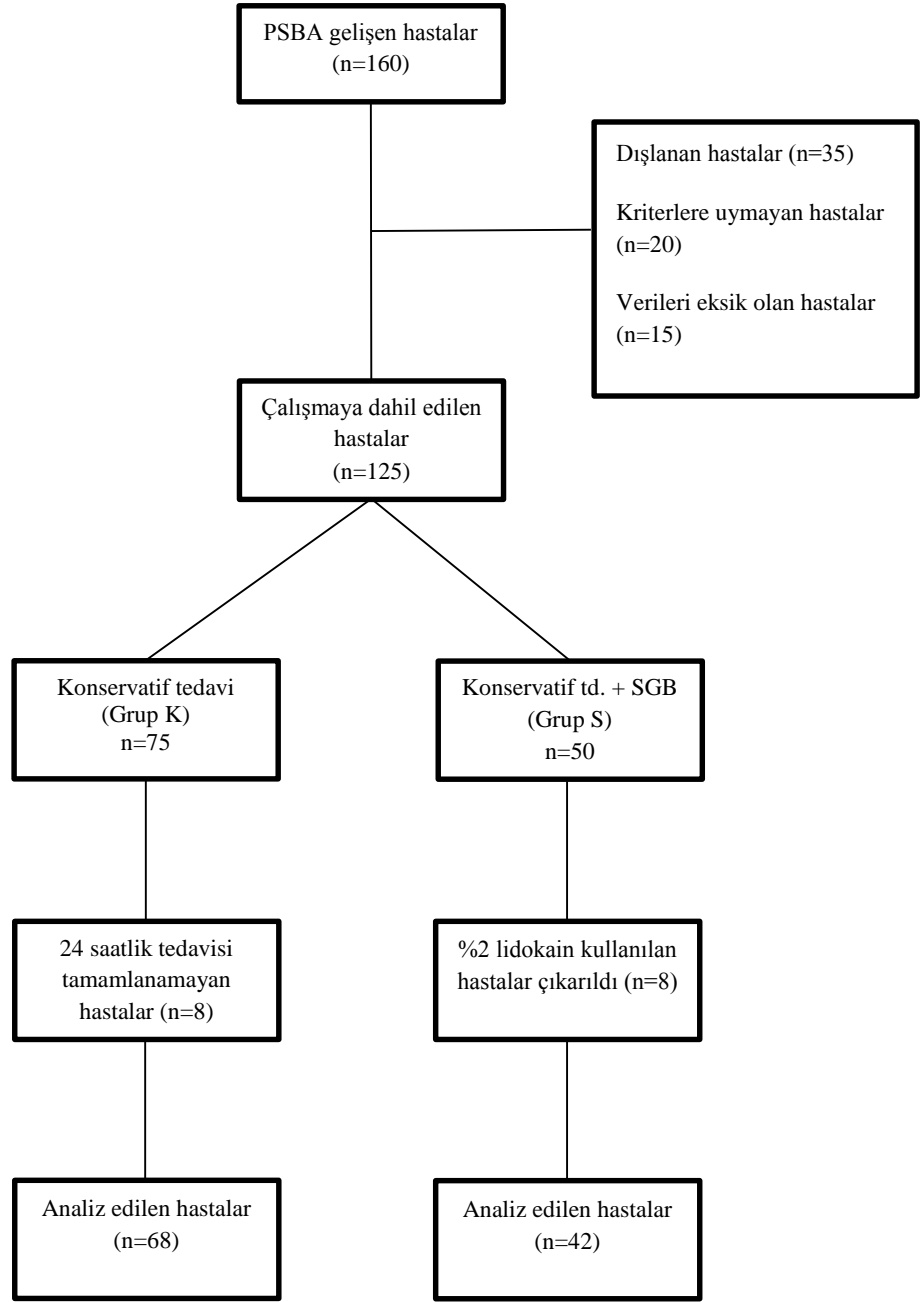 PSBA gelişen hastalar
(n=160)
Dışlanan hastalar (n=35)
Kriterlere uymayan hastalar
(n=20)
Verileri eksik olan hastalar
(n=15)
Çalışmaya dahil edilen
hastalar
(n=125)
Konservatif tedavi
(Grup K)
n=75
Konservatif td. + SGB
(Grup S)
n=50
24 saatlik tedavisi
tamamlanamayan
hastalar (n=8)
%2 lidokain kullanılan
hastalar çıkarıldı (n=8)
Analiz edilen hastalar
(n=68)
Analiz edilen hastalar
(n=42)